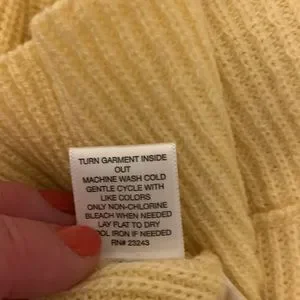 TURN GARMENT INSIDE
OUT
MACHINE WASH COLD
GENTLE CYCLE WITH
LIKE COLORS
ONLY NON-CHLORINE
BLEACH WHEN NEEDED
LAY FLAT TO DRY
OOL IRON IF NEEDED
RN# 23243